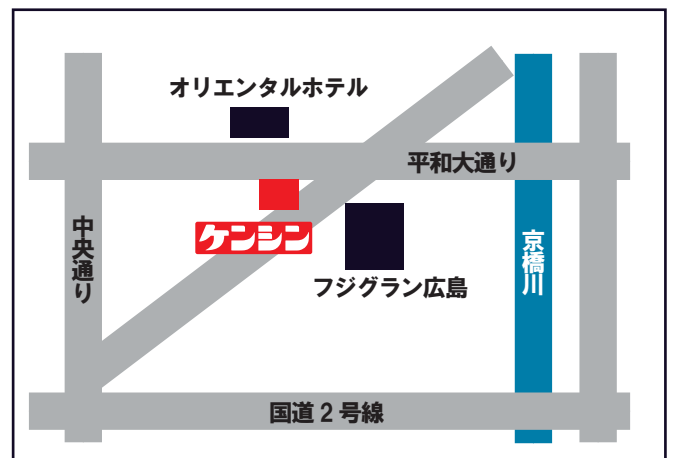 オリエンタルホテル
平和大通り
中央通り
ケンシン
京橋川
フジグラン広島
国道2号線